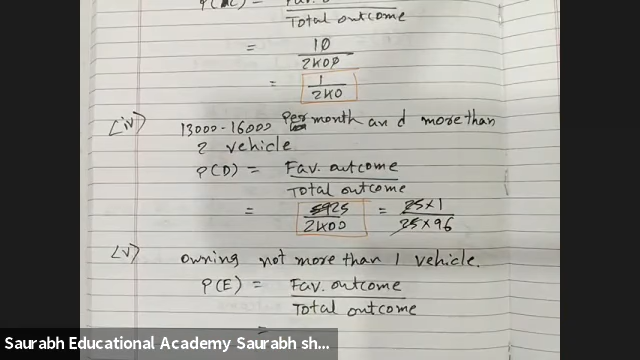 Total outcome
= 10
2400
= 1
240
(iv) 13000-16000 per month and more than
2 vehicle
P(D) = Fav. outcome
Total outcome
= 25 = 25×1
2400 25×96
(v) owning not more than 1 vehicle.
P(E) = Fav. outcome
Total outcome
=
Saurabh Educational Academy Saurabh sh...